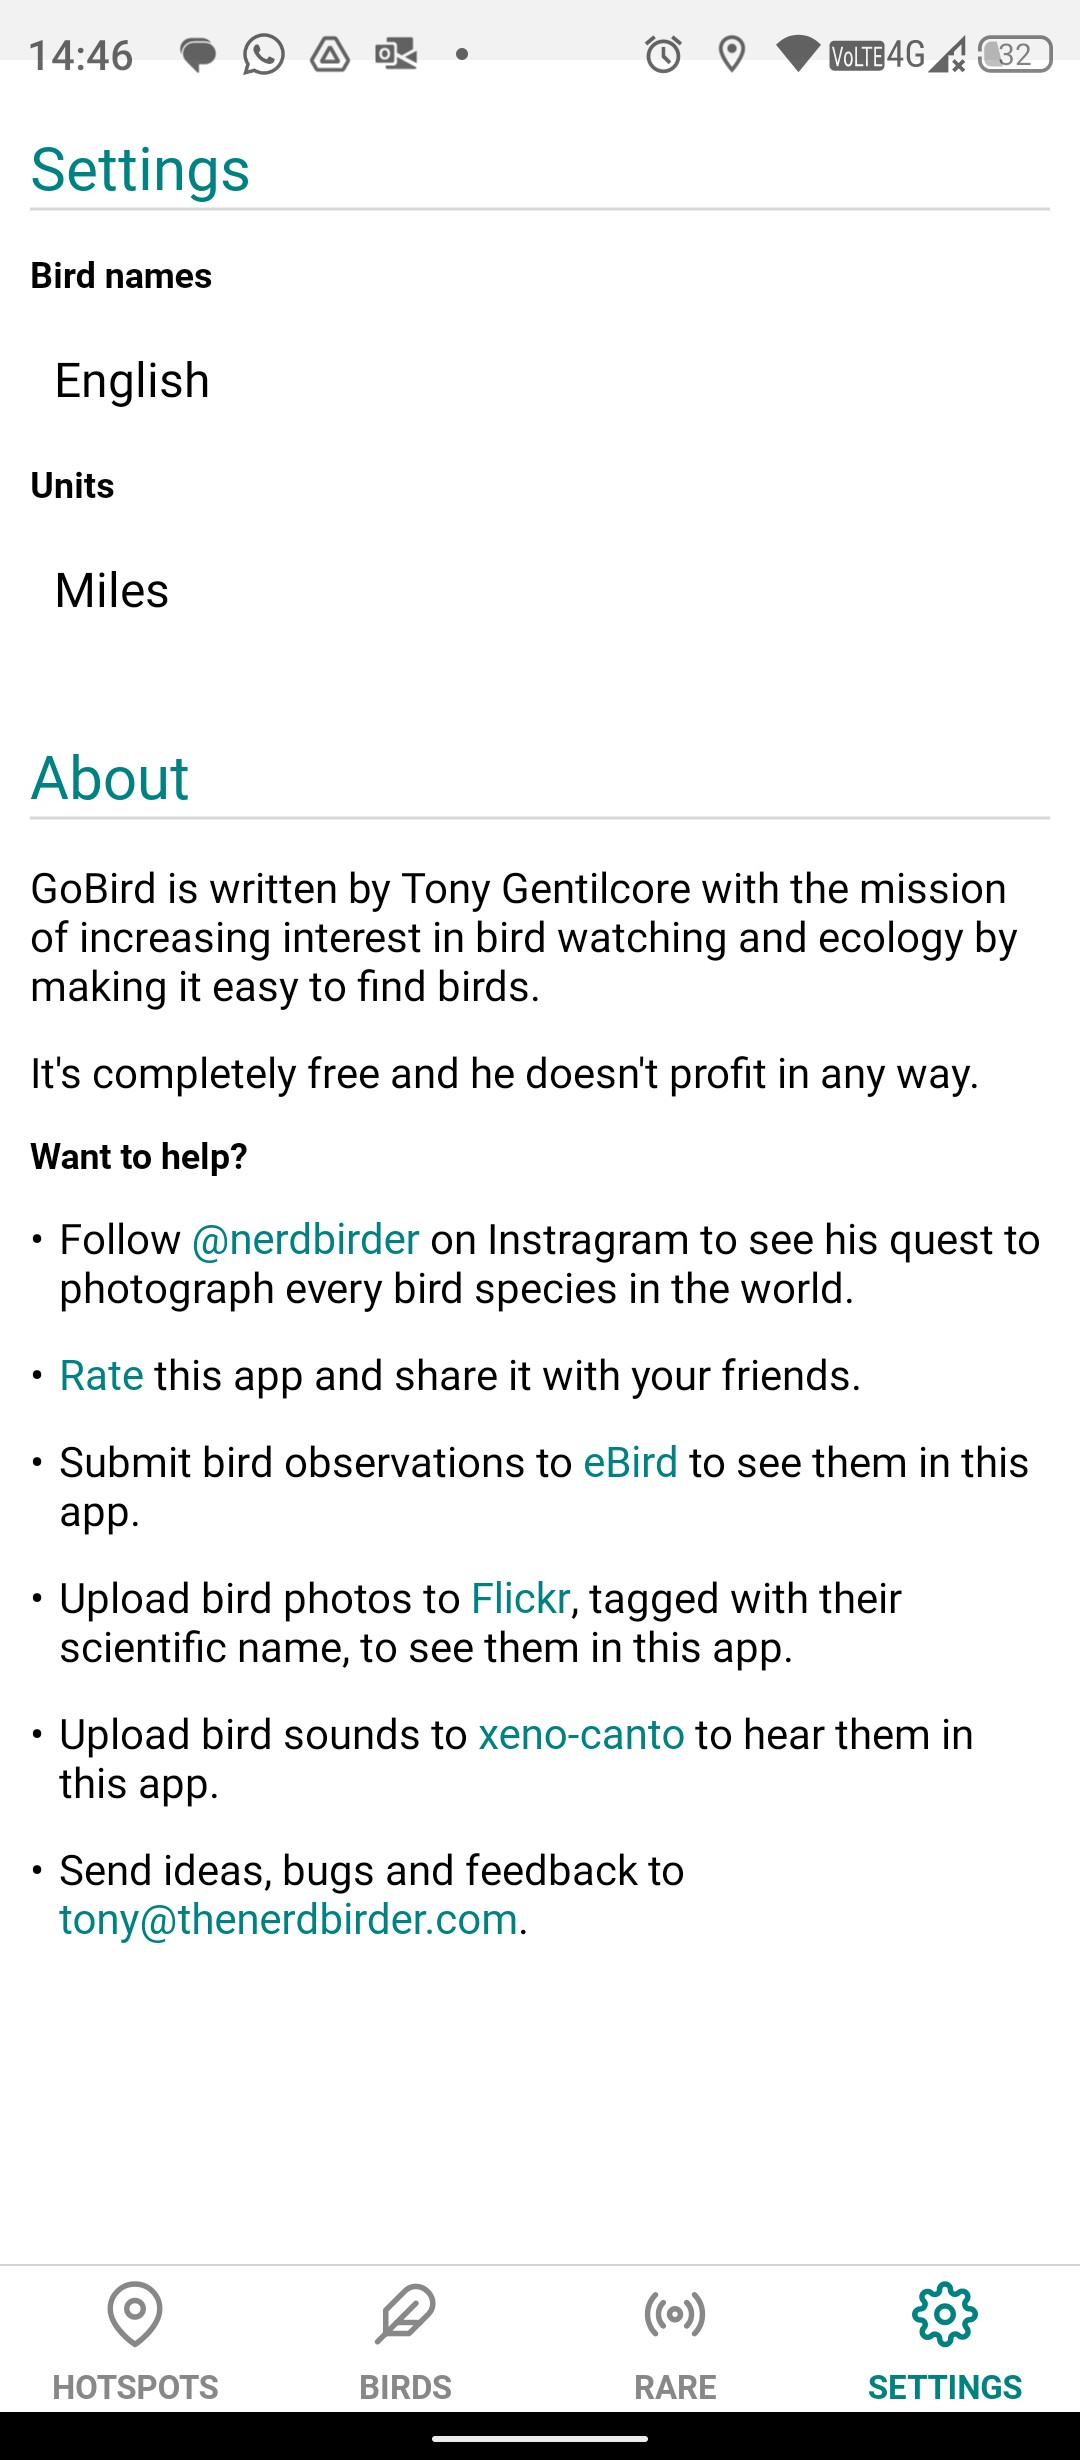 14:46
VoLTE 4G 32
Settings
Bird names
English
Units
Miles
About
GoBird is written by Tony Gentilcore with the mission
of increasing interest in bird watching and ecology by
making it easy to find birds.
It's completely free and he doesn't profit in any way.
Want to help?
• Follow @nerdbirder on Instragram to see his quest to
photograph every bird species in the world.
• Rate this app and share it with your friends.
• Submit bird observations to eBird to see them in this
app.
• Upload bird photos to Flickr, tagged with their
scientific name, to see them in this app.
• Upload bird sounds to xeno-canto to hear them in
this app.
• Send ideas, bugs and feedback to
tony@thenerdbirder.com.
HOTSPOTS BIRDS RARE SETTINGS